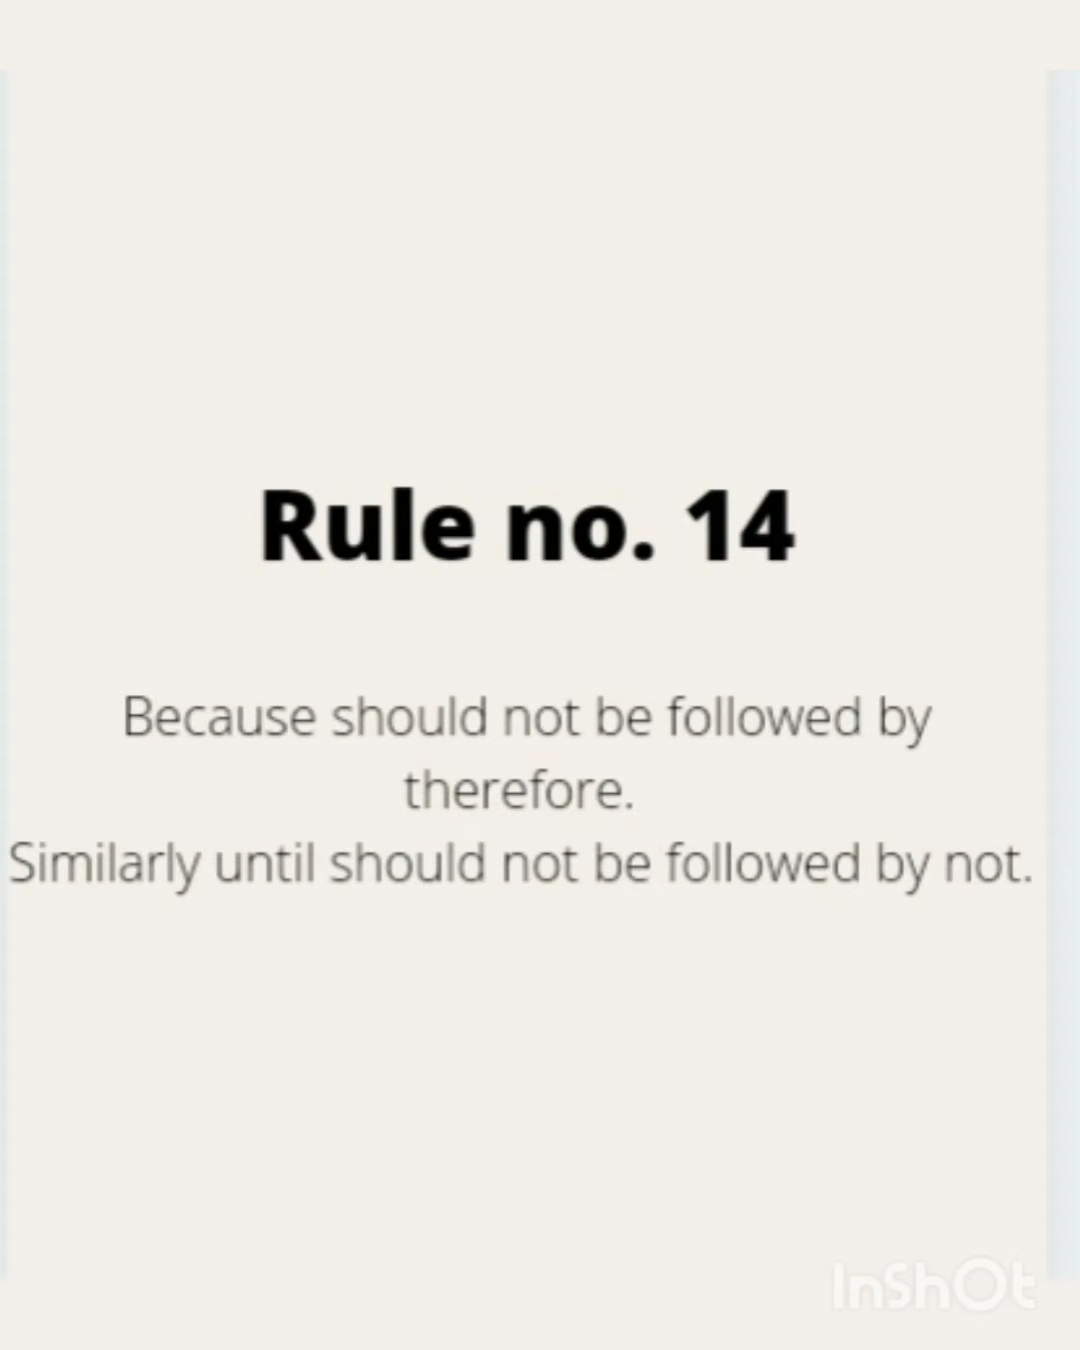 Rule no. 14
Because should not be followed by
therefore.
Similarly until should not be followed by not.
InShOt